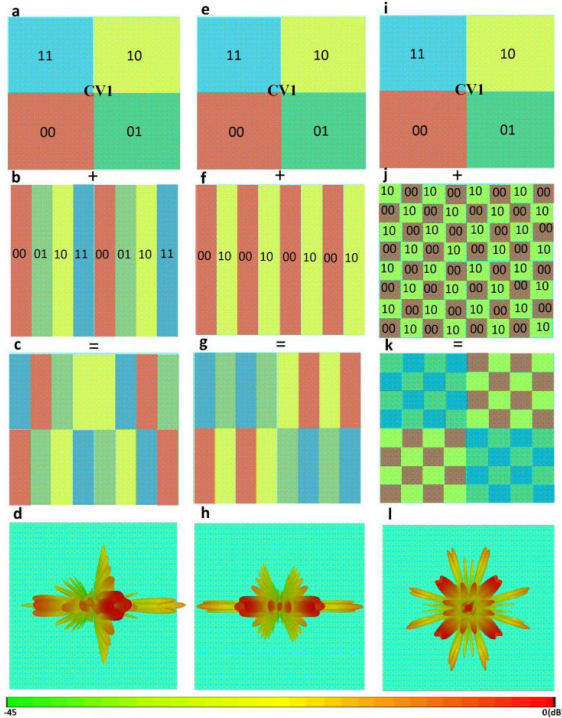 a e i
11 10 11 10 11 10
CV1 CV1 CV1
00 01 00 01 00 01
+ + +
b f j
10 00 10 00 10 00 10 00
00 10 00 10 00 10 00 10
10 00 10 00 10 00 10 00
00 01 10 11 00 01 10 11 00 10 00 10 00 10 00 10 00 10 00 10 00 10 00 10
10 00 10 00 10 00 10 00
00 10 00 10 00 10 00 10
10 00 10 00 10 00 10 00
00 10 00 10 00 10 00 10
= = =
c g k
d h l
-45 0(dB